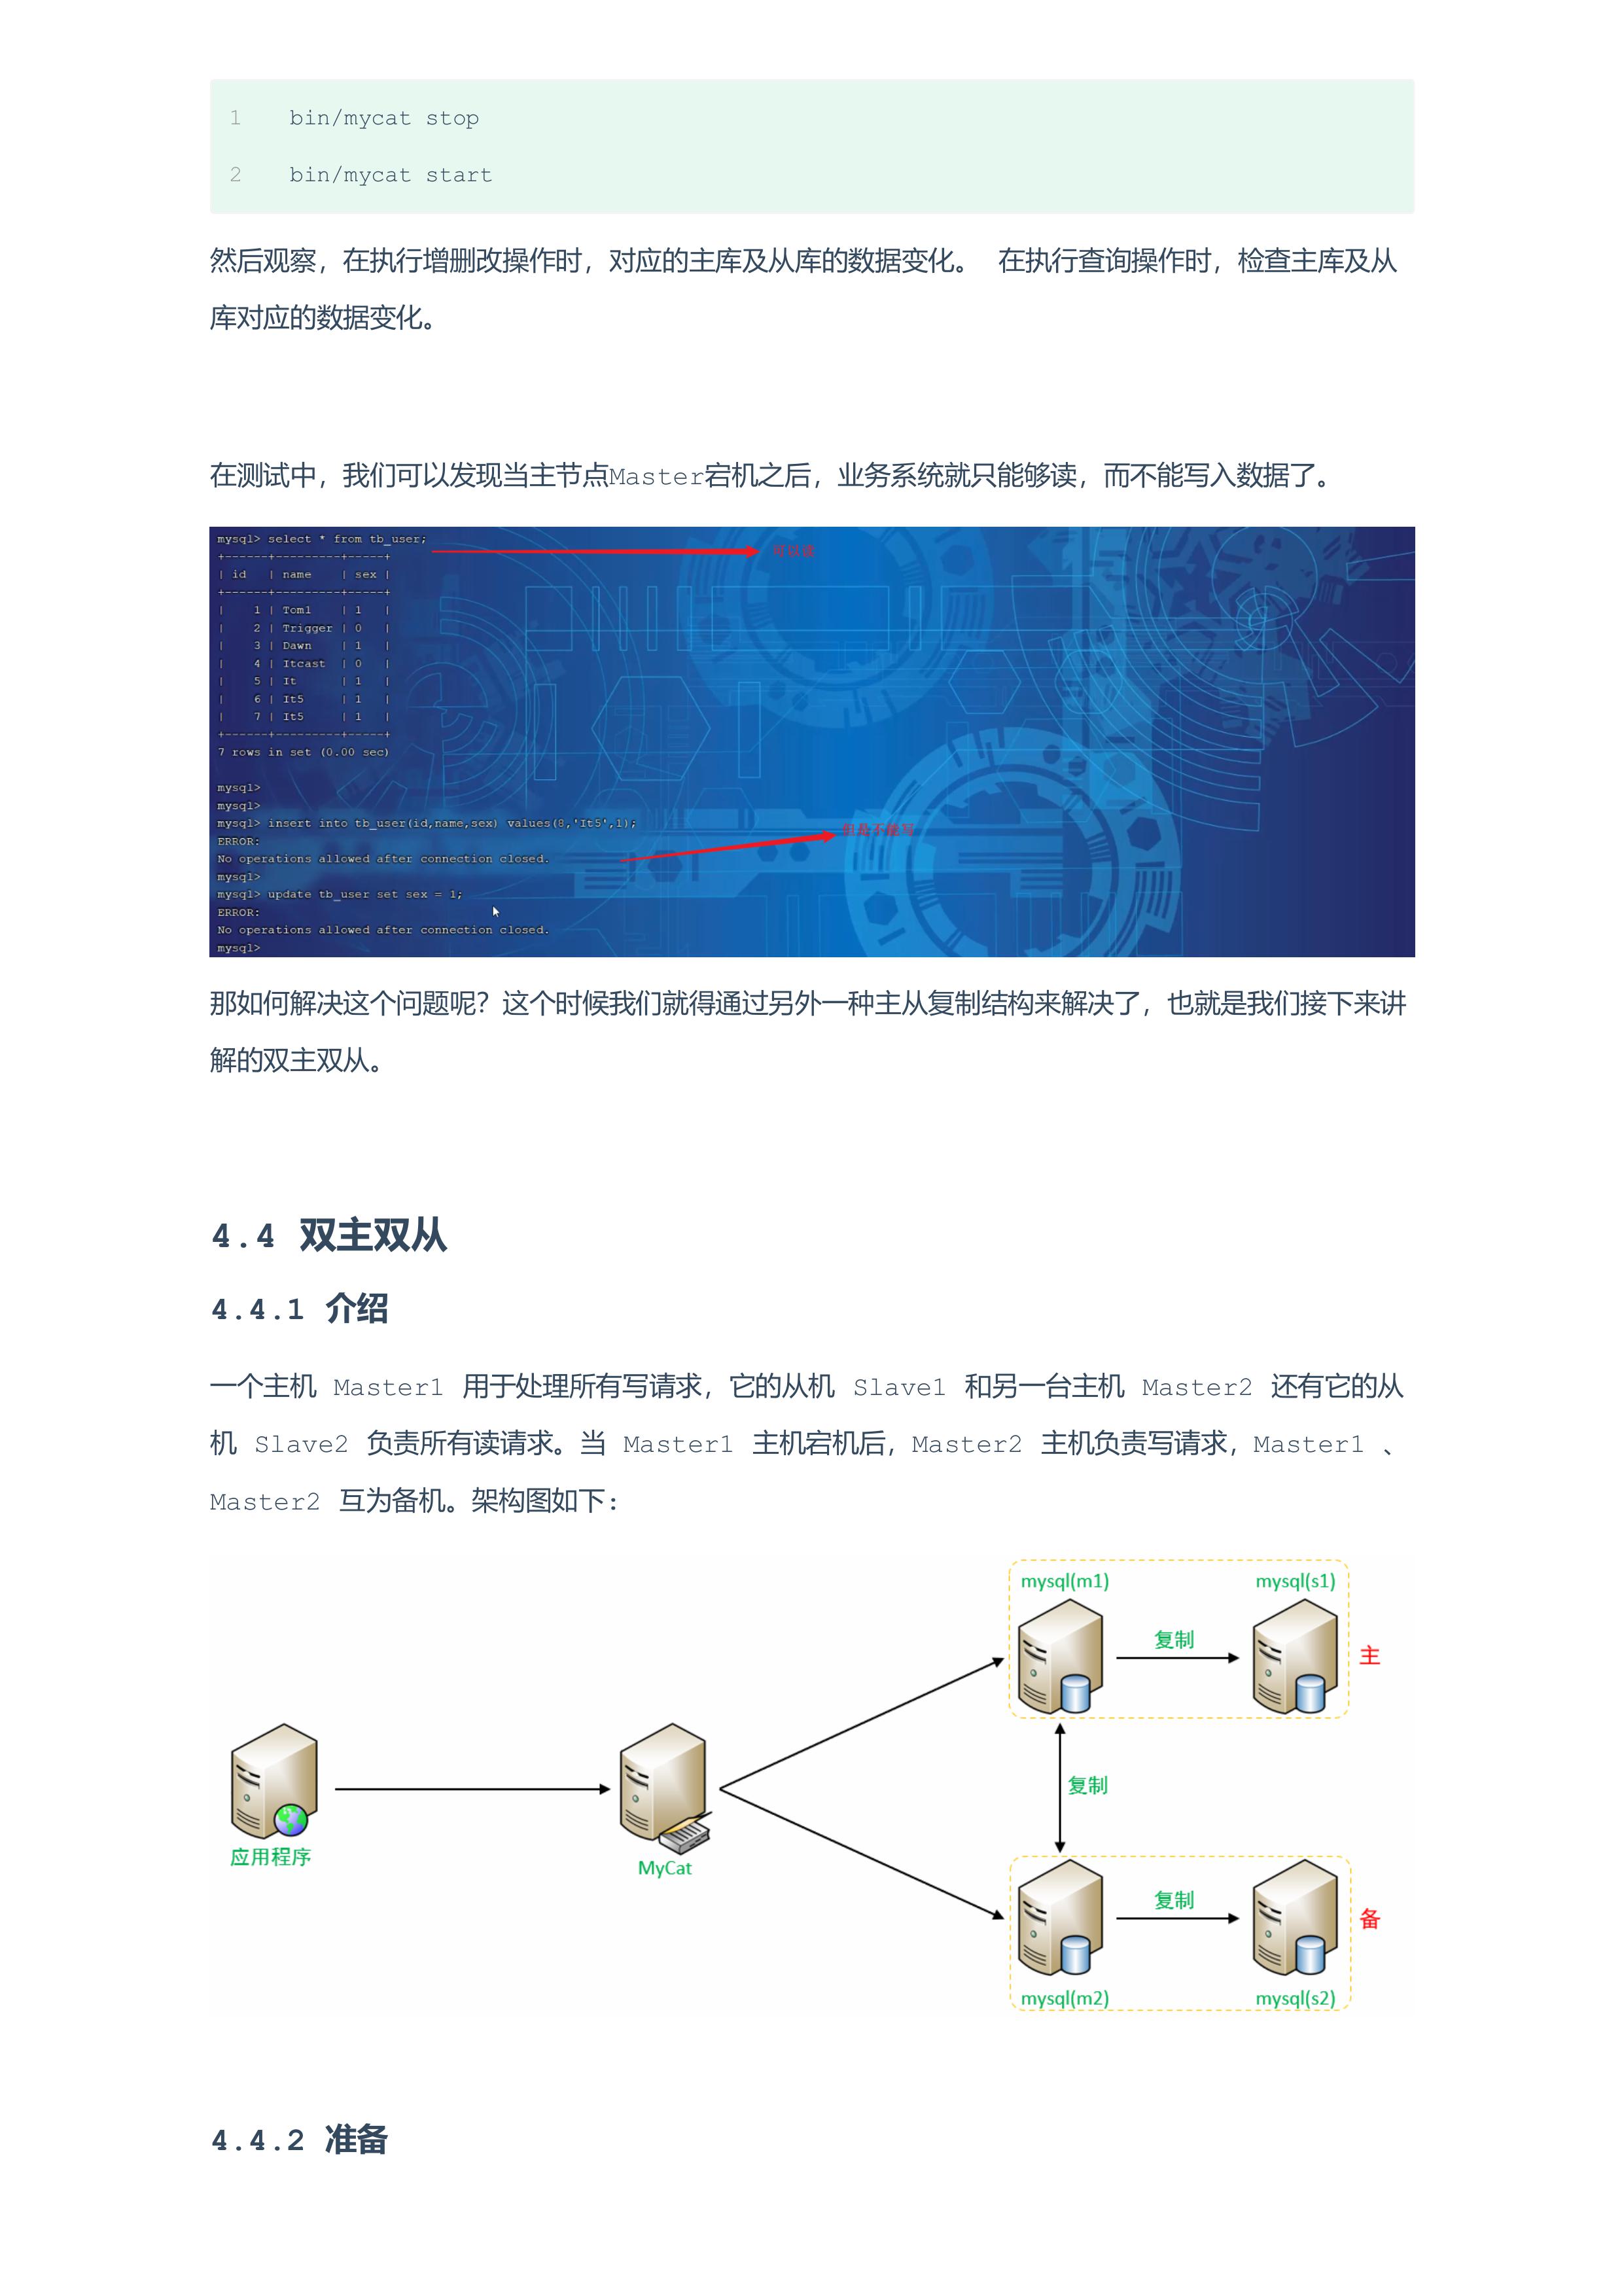 1 bin/mycat stop
2 bin/mycat start
然后观察，在执行增删改操作时，对应的主库及从库的数据变化。 在执行查询操作时，检查主库及从
库对应的数据变化。
在测试中，我们可以发现当主节点Master宕机之后，业务系统就只能够读，而不能写入数据了。
mysql> select * from tb_user;
可以读
+------+---------+-----+
| id | name | sex |
+------+---------+-----+
| 1 | Tom1 | 1 |
| 2 | Trigger | 0 |
| 3 | Dawn | 1 |
| 4 | Itcast | 0 |
| 5 | It | 1 |
| 6 | It5 | 1 |
| 7 | It5 | 1 |
+------+---------+-----+
7 rows in set (0.00 sec)
mysql>
mysql>
mysql> insert into tb_user(id,name,sex) values(8,'It5',1);
但是不能写
ERROR:
No operations allowed after connection closed.
mysql>
mysql> update tb_user set sex = 1;
ERROR:
No operations allowed after connection closed.
mysql>
那如何解决这个问题呢？这个时候我们就得通过另外一种主从复制结构来解决了，也就是我们接下来讲
解的双主双从。
4.4 双主双从
4.4.1 介绍
一个主机 Master1 用于处理所有写请求，它的从机 Slave1 和另一台主机 Master2 还有它的从
机 Slave2 负责所有读请求。当 Master1 主机宕机后，Master2 主机负责写请求，Master1 、
Master2 互为备机。架构图如下：
mysql(m1)
mysql(s1)
复制
主
复制
应用程序
MyCat
复制
备
mysql(m2)
mysql(s2)
4.4.2 准备